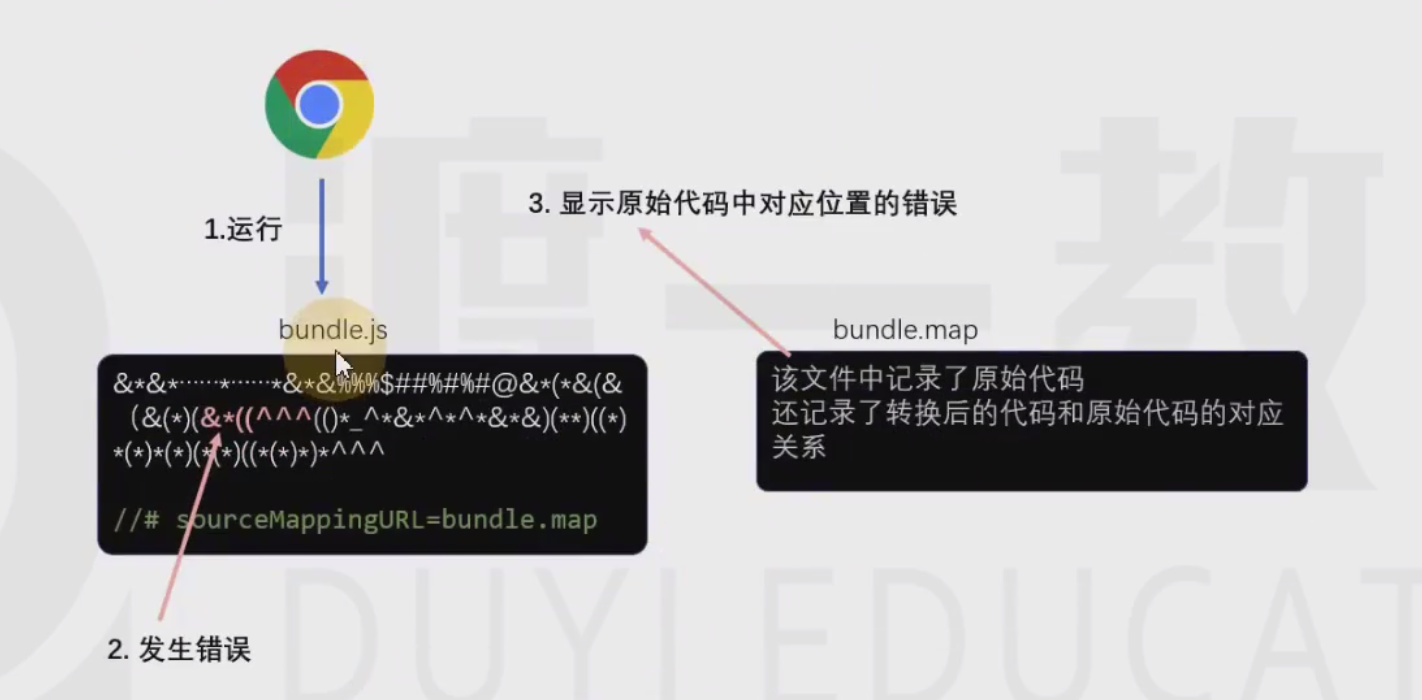 1.运行
3. 显示原始代码中对应位置的错误
bundle.js
bundle.map
&*&*······*······*&*&%%%$##%#%#@&*(*&(&
（&(*)(&*((^^^(()*_^*&*^*^*&*&)(**)((*)
*(*)*(*)(*(*)((*(*)*)*^^^
//# sourceMappingURL=bundle.map
该文件中记录了原始代码
还记录了转换后的代码和原始代码的对应
关系
2. 发生错误
渡一教
DUYI EDUCAT